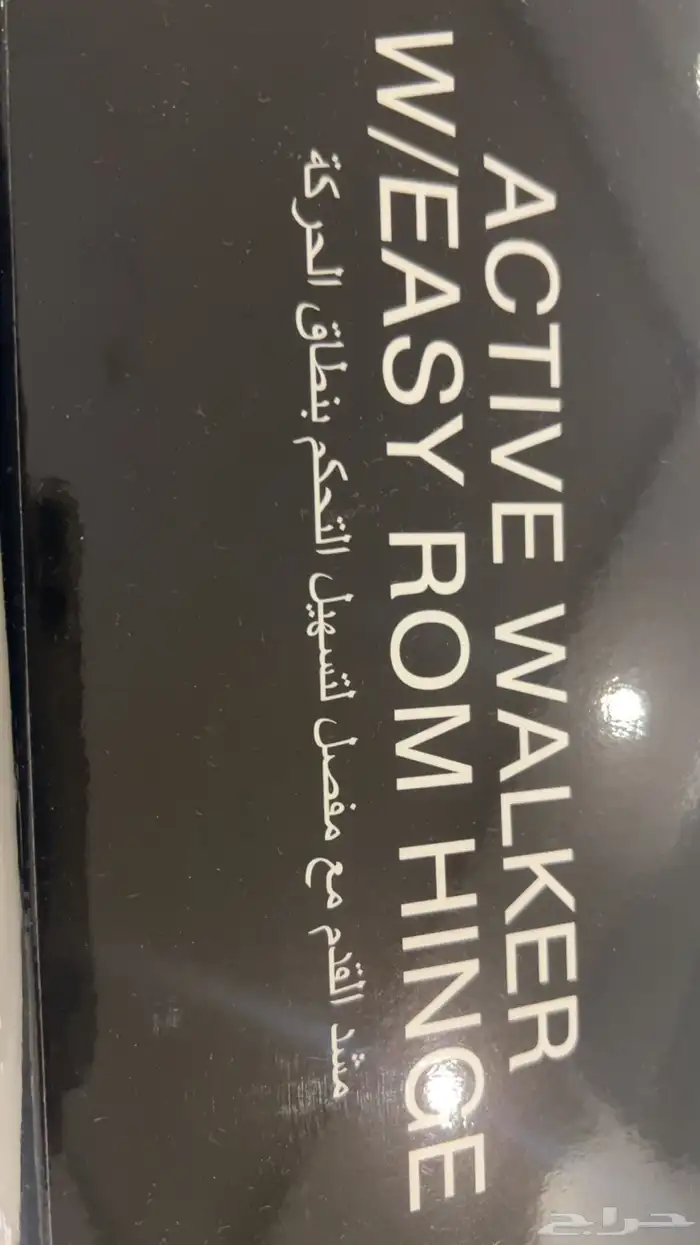 ACTIVE WALKER
W/EASY ROM HINGE
مشد القدم مع مفصل لتسهيل التحكم بنطاق الحركة
حراج